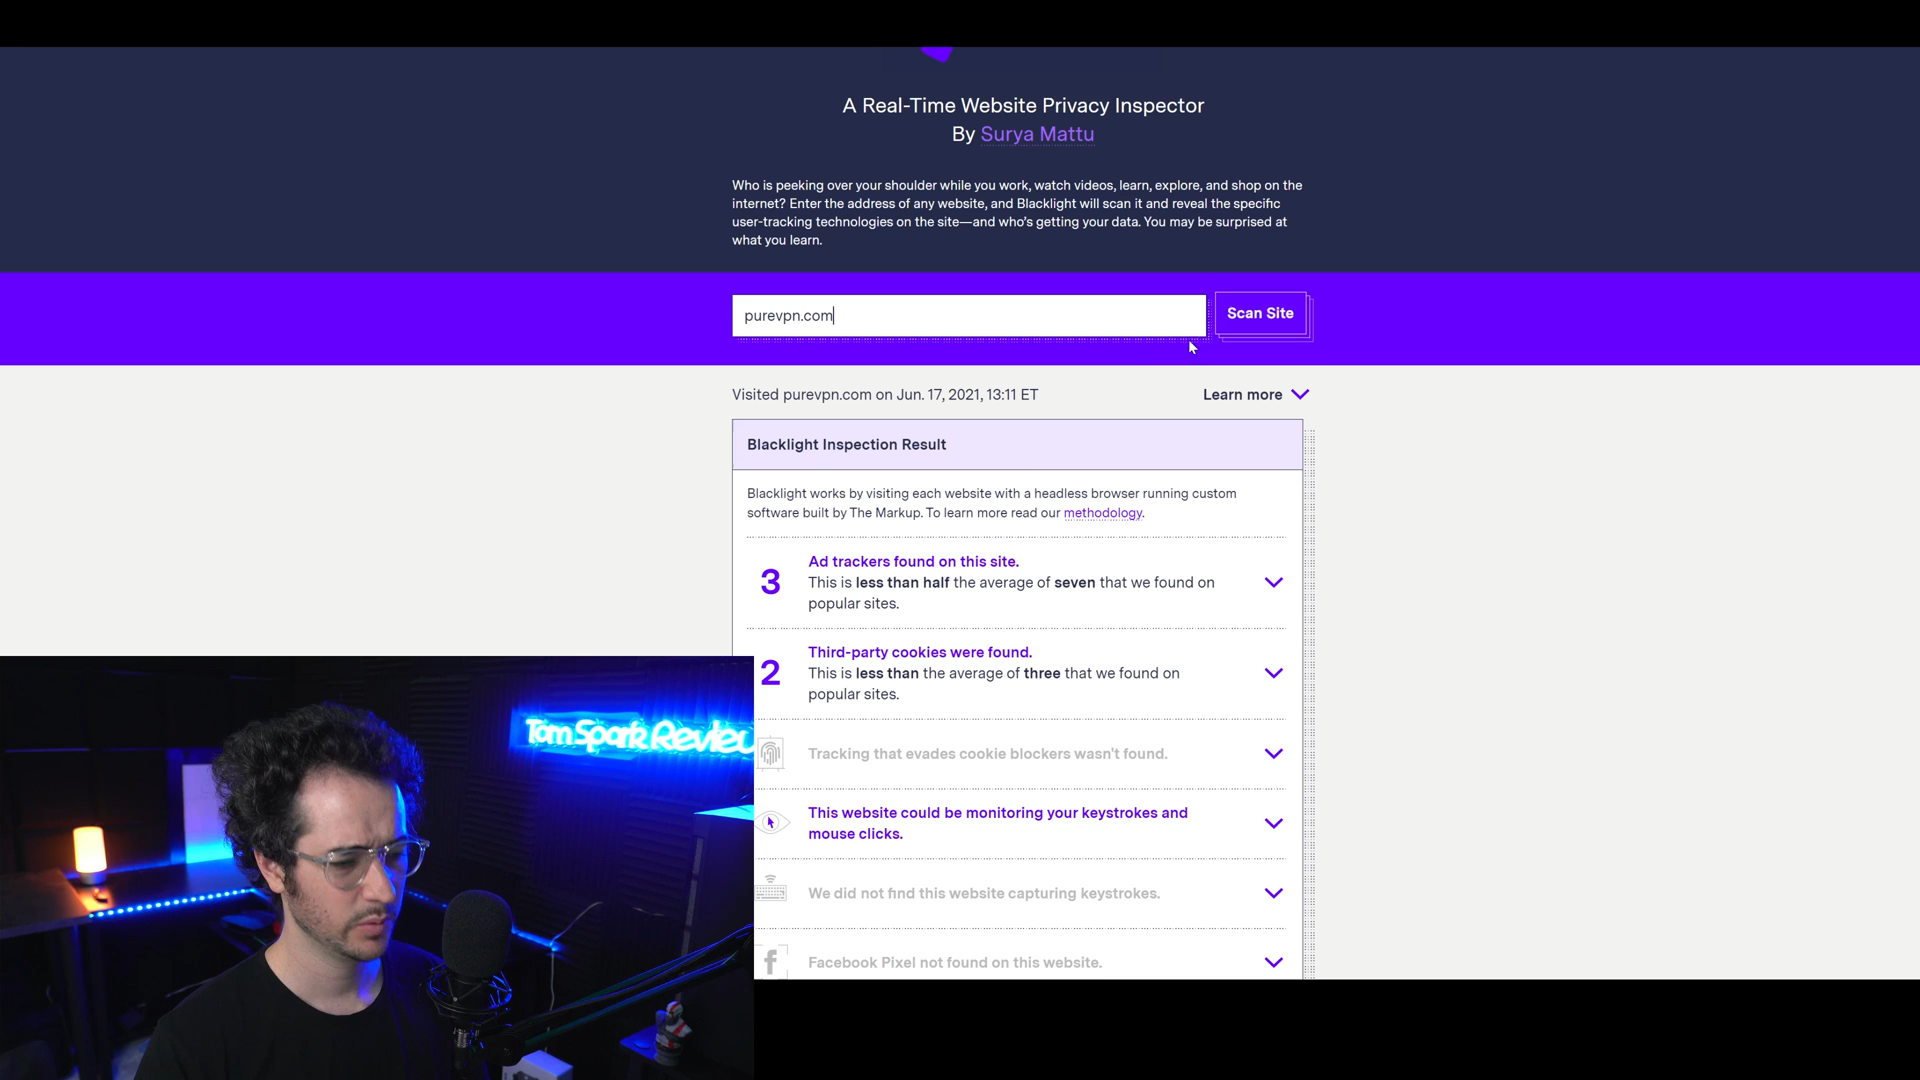 A Real-Time Website Privacy Inspector
By Surya Mattu
Who is peeking over your shoulder while you work, watch videos, learn, explore, and shop on the
internet? Enter the address of any website, and Blacklight will scan it and reveal the specific
user-tracking technologies on the site—and who's getting your data. You may be surprised at
what you learn.
purevpn.com
Scan Site
Visited purevpn.com on Jun. 17, 2021, 13:11 ET
Learn more
Blacklight Inspection Result
Blacklight works by visiting each website with a headless browser running custom
software built by The Markup. To learn more read our methodology.
3
Ad trackers found on this site.
This is less than half the average of seven that we found on
popular sites.
2
Third-party cookies were found.
This is less than the average of three that we found on
popular sites.
Tracking that evades cookie blockers wasn't found.
This website could be monitoring your keystrokes and
mouse clicks.
We did not find this website capturing keystrokes.
Facebook Pixel not found on this website.
Tom Spark Review